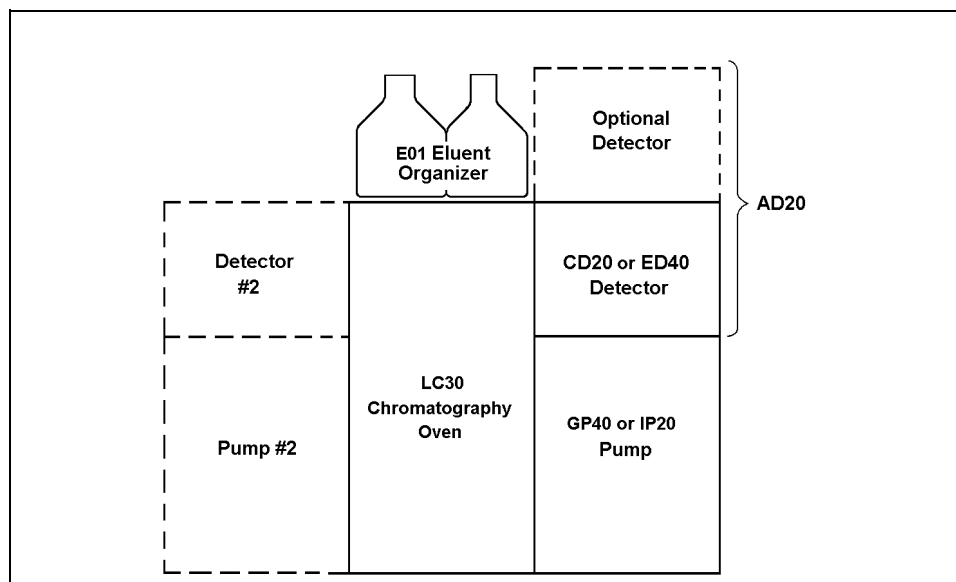 Optional
Detector
E01 Eluent
Organizer
AD20
Detector
#2
CD20 or ED40
Detector
LC30
Chromatography
Oven
GP40 or IP20
Pump
Pump #2